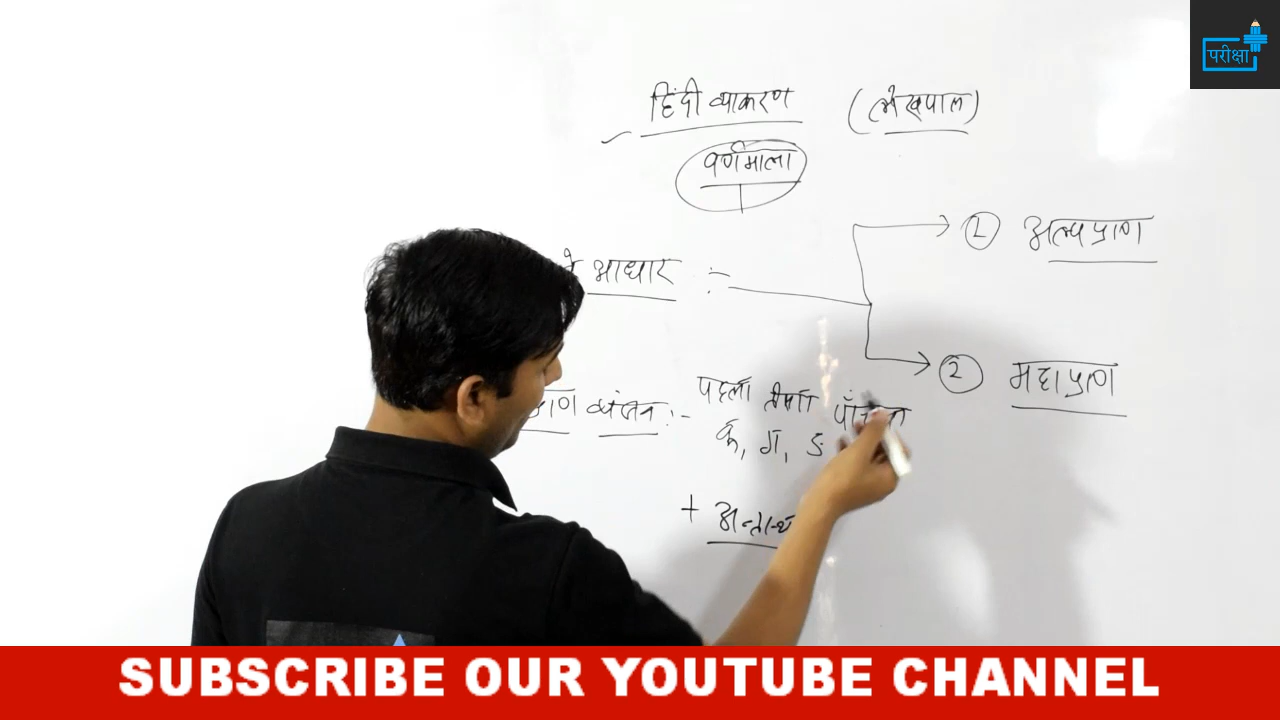 परीक्षा
हिंदी व्याकरण (लेखपाल)
वर्णमाला
① अल्पप्राण
के आधार :-
② महाप्राण
पहला तीसरा पाँचवा
व्यंजन :-
क, ग, ङ
+ अन्तःस्थ
SUBSCRIBE OUR YOUTUBE CHANNEL